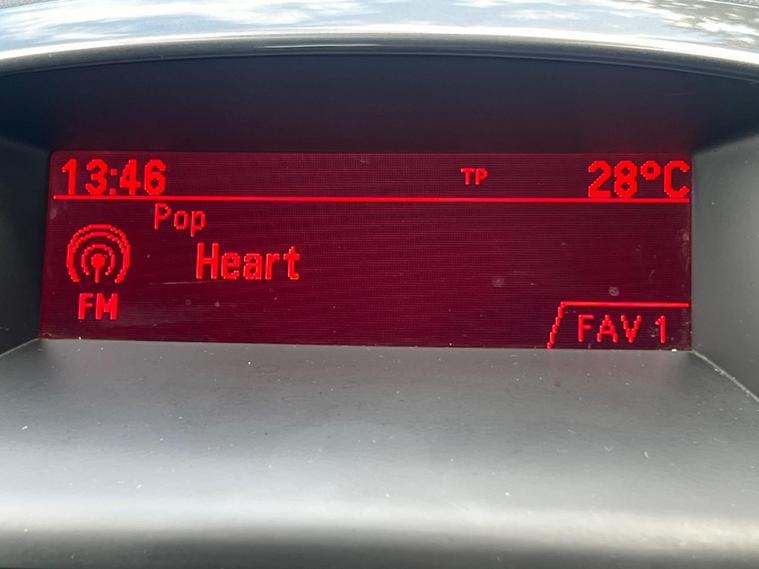 13:46 TP 28°C
Pop
Heart
FM
FAV 1